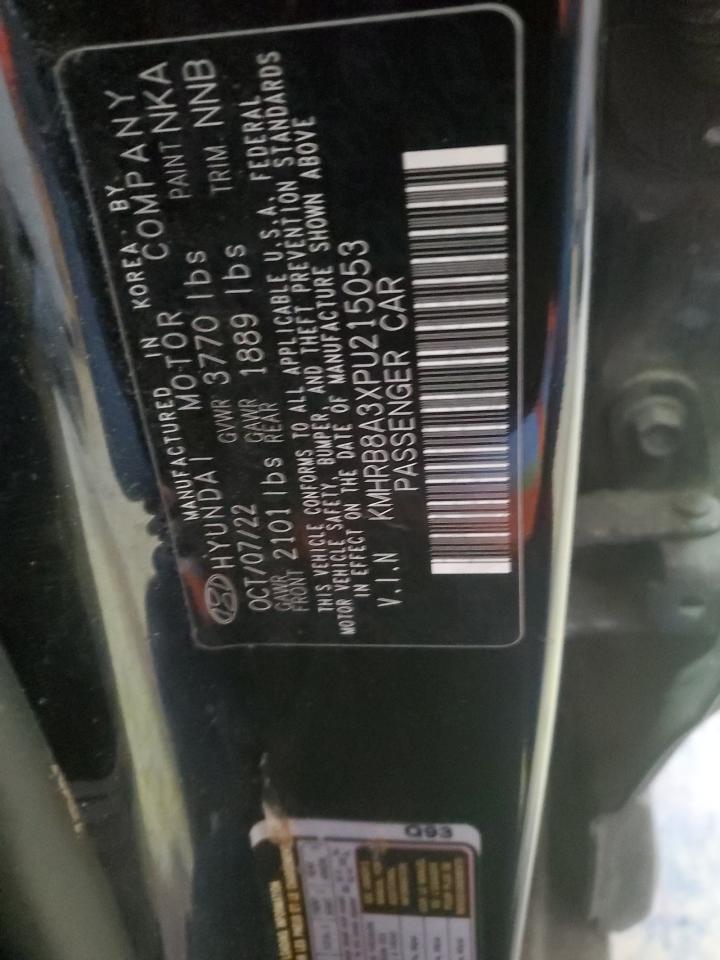 MANUFACTURED IN KOREA BY
HYUNDAI MOTOR COMPANY
OCT/07/22 GVWR 3770 lbs PAINT NKA
GAWR FRONT 2101 lbs GAWR REAR 1889 lbs TRIM NNB
THIS VEHICLE CONFORMS TO ALL APPLICABLE U.S.A. FEDERAL
MOTOR VEHICLE SAFETY, BUMPER, AND THEFT PREVENTION STANDARDS
IN EFFECT ON THE DATE OF MANUFACTURE SHOWN ABOVE
V.I.N KMHRB8A3XPU215053
PASSENGER CAR
Q93